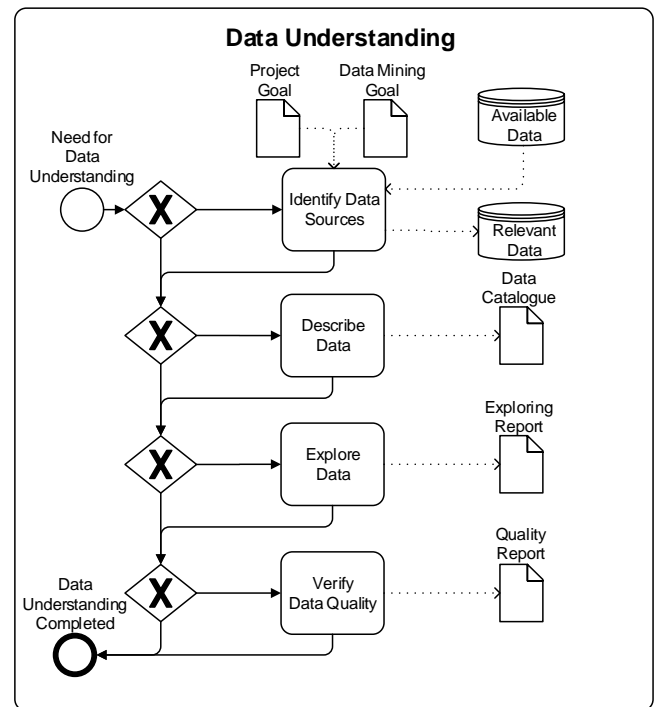 Data Understanding
Project
Goal
Data Mining
Goal
Available
Data
Need for
Data
Understanding
X
Identify Data
Sources
Relevant
Data
Data
Catalogue
X
Describe
Data
Exploring
Report
X
Explore
Data
Quality
Report
X
Verify
Data Quality
Data
Understanding
Completed